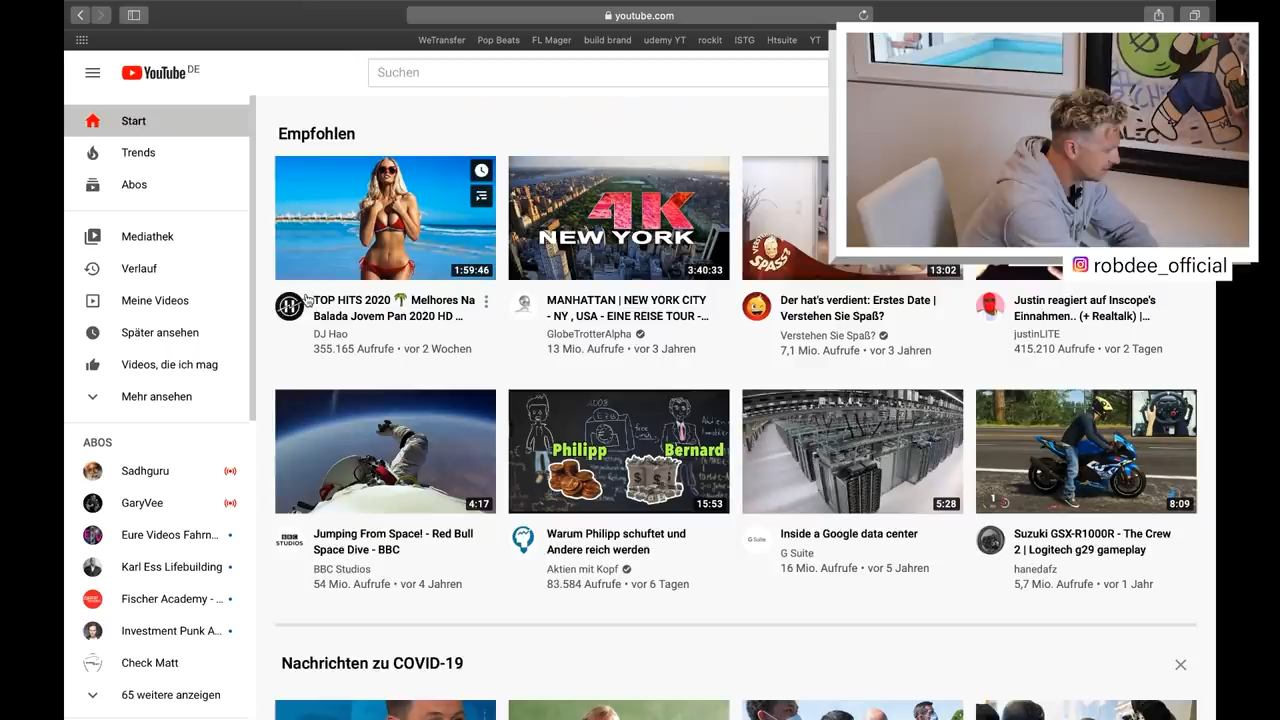 youtube.com
WeTransfer Pop Beats FL Mager build brand udemy YT rockit ISTG Htsuite YT
YouTube DE
Suchen
Start
Trends
Abos
Mediathek
Verlauf
Meine Videos
Später ansehen
Videos, die ich mag
Mehr ansehen
ABOS
Sadhguru
GaryVee
Eure Videos Fahrn...
Karl Ess Lifebuilding
Fischer Academy - ...
Investment Punk A...
Check Matt
65 weitere anzeigen
Empfohlen
1:59:46
TOP HITS 2020 🌴 Melhores Na
Balada Jovem Pan 2020 HD ...
DJ Hao
355.165 Aufrufe • vor 2 Wochen
4K
NEW YORK
3:40:33
MANHATTAN | NEW YORK CITY
- NY , USA - EINE REISE TOUR -...
GlobeTrotterAlpha
13 Mio. Aufrufe • vor 3 Jahren
VERSTEHEN SIE
SPASS?
13:02
Der hat's verdient: Erstes Date |
Verstehen Sie Spaß?
Verstehen Sie Spaß?
7,1 Mio. Aufrufe • vor 3 Jahren
robdee_official
Justin reagiert auf Inscope's
Einnahmen.. (+ Realtalk) |...
justinLITE
415.210 Aufrufe • vor 2 Tagen
4:17
BBC
STUDIOS
Jumping From Space! - Red Bull
Space Dive - BBC
BBC Studios
54 Mio. Aufrufe • vor 4 Jahren
Philipp
Bernard
15:53
Warum Philipp schuftet und
Andere reich werden
Aktien mit Kopf
83.584 Aufrufe • vor 6 Tagen
5:28
G Suite
Inside a Google data center
G Suite
16 Mio. Aufrufe • vor 5 Jahren
8:09
Suzuki GSX-R1000R - The Crew
2 | Logitech g29 gameplay
hanedafz
5,7 Mio. Aufrufe • vor 1 Jahr
Nachrichten zu COVID-19